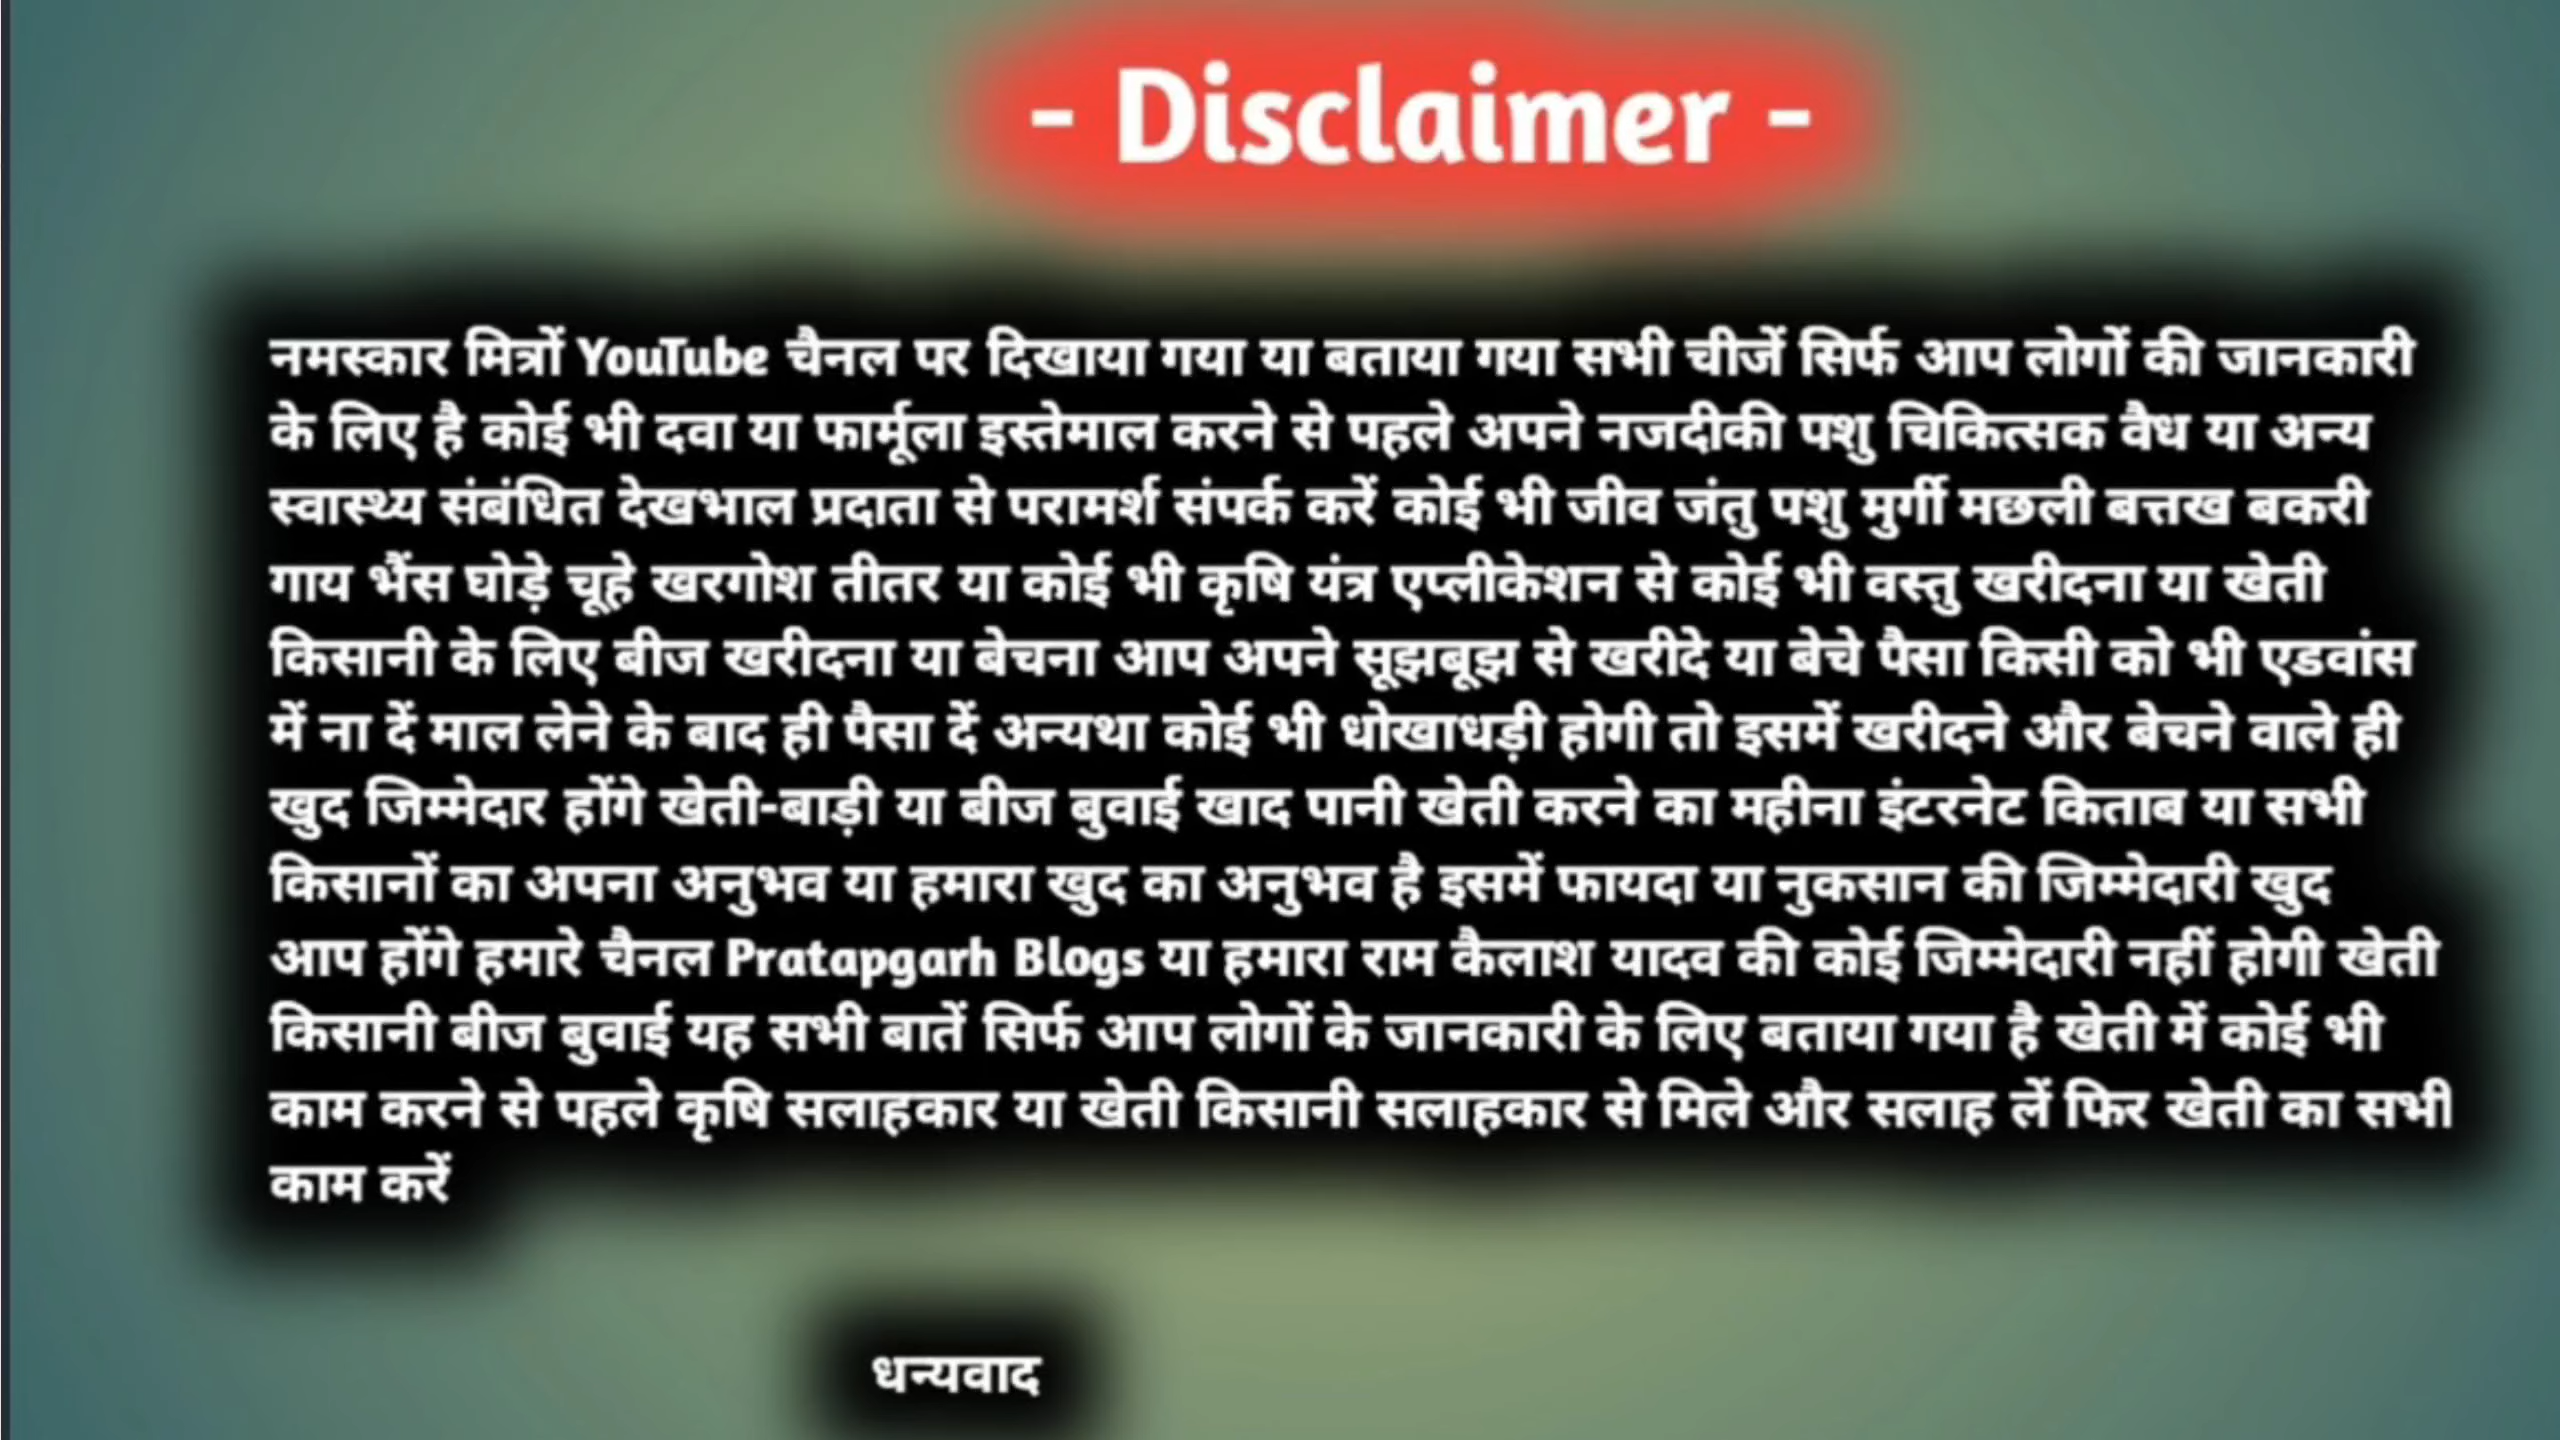 - Disclaimer -
नमस्कार मित्रों YouTube चैनल पर दिखाया गया या बताया गया सभी चीजें सिर्फ आप लोगों की जानकारी
के लिए है कोई भी दवा या फार्मूला इस्तेमाल करने से पहले अपने नजदीकी पशु चिकित्सक वैध या अन्य
स्वास्थ्य संबंधित देखभाल प्रदाता से परामर्श संपर्क करें कोई भी जीव जंतु पशु मुर्गी मछली बत्तख बकरी
गाय भैंस घोड़े चूहे खरगोश तीतर या कोई भी कृषि यंत्र एप्लीकेशन से कोई भी वस्तु खरीदना या खेती
किसानी के लिए बीज खरीदना या बेचना आप अपने सूझबूझ से खरीदे या बेचे पैसा किसी को भी एडवांस
में ना दें माल लेने के बाद ही पैसा दें अन्यथा कोई भी धोखाधड़ी होगी तो इसमें खरीदने और बेचने वाले ही
खुद जिम्मेदार होंगे खेती-बाड़ी या बीज बुवाई खाद पानी खेती करने का महीना इंटरनेट किताब या सभी
किसानों का अपना अनुभव या हमारा खुद का अनुभव है इसमें फायदा या नुकसान की जिम्मेदारी खुद
आप होंगे हमारे चैनल Pratapgarh Blogs या हमारा राम कैलाश यादव की कोई जिम्मेदारी नहीं होगी खेती
किसानी बीज बुवाई यह सभी बातें सिर्फ आप लोगों के जानकारी के लिए बताया गया है खेती में कोई भी
काम करने से पहले कृषि सलाहकार या खेती किसानी सलाहकार से मिले और सलाह लें फिर खेती का सभी
काम करें
धन्यवाद